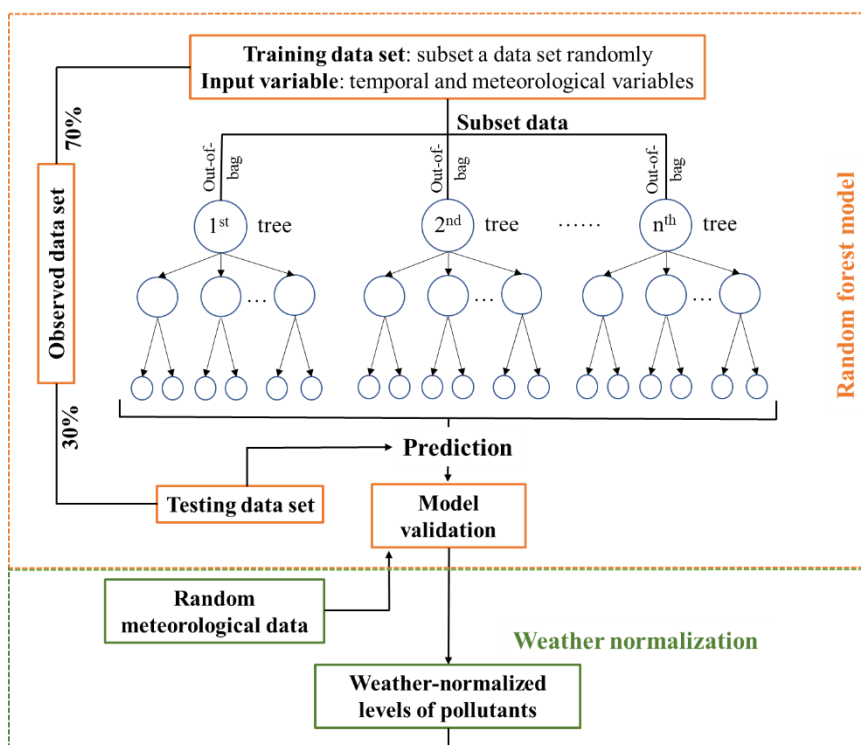 Training data set: subset a data set randomly
Input variable: temporal and meteorological variables
70%
Subset data
Out-of-
bag
Out-of-
bag
Out-of-
bag
1st tree
2nd tree
......
nth tree
Observed data set
...
...
...
Random forest model
30%
Prediction
Testing data set
Model
validation
Random
meteorological data
Weather normalization
Weather-normalized
levels of pollutants